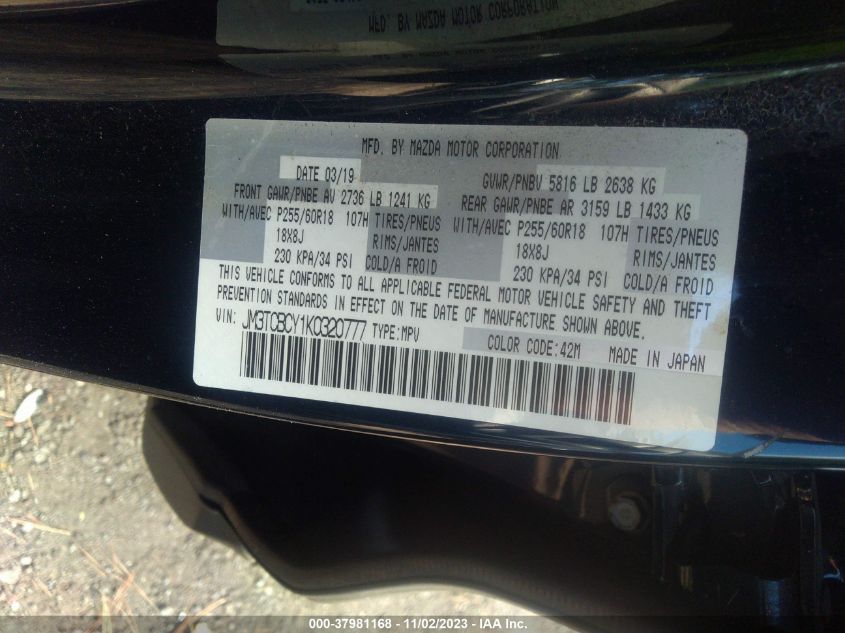 MFD. BY MAZDA MOTOR CORPORATION
MFD. BY MAZDA MOTOR CORPORATION
DATE 03/19 GVWR/PNBV 5816 LB 2638 KG
FRONT GAWR/PNBE AV 2736 LB 1241 KG REAR GAWR/PNBE AR 3159 LB 1433 KG
WITH/AVEC P255/60R18 107H TIRES/PNEUS WITH/AVEC P255/60R18 107H TIRES/PNEUS
18X8J RIMS/JANTES 18X8J RIMS/JANTES
230 KPA/34 PSI COLD/A FROID 230 KPA/34 PSI COLD/A FROID
THIS VEHICLE CONFORMS TO ALL APPLICABLE FEDERAL MOTOR VEHICLE SAFETY AND THEFT
PREVENTION STANDARDS IN EFFECT ON THE DATE OF MANUFACTURE SHOWN ABOVE.
VIN: JM3TCBCY1K0320777 TYPE:MPV
COLOR CODE:42M MADE IN JAPAN
000-37981168 - 11/02/2023 - IAA Inc.